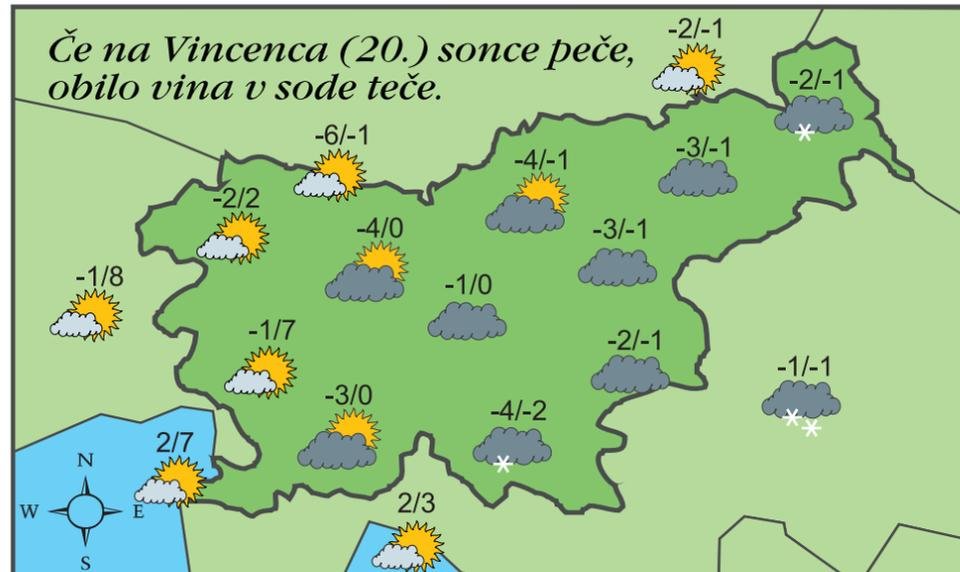 Če na Vincenca (20.) sonce peče,
obilo vina v sode teče.
-2/-1
-2/-1
-6/-1
-3/-1
-4/-1
-2/2
-4/0
-3/-1
-1/8
-1/0
-1/7
-2/-1
-1/-1
-3/0
-4/-2
2/7
N
W
E
S
2/3